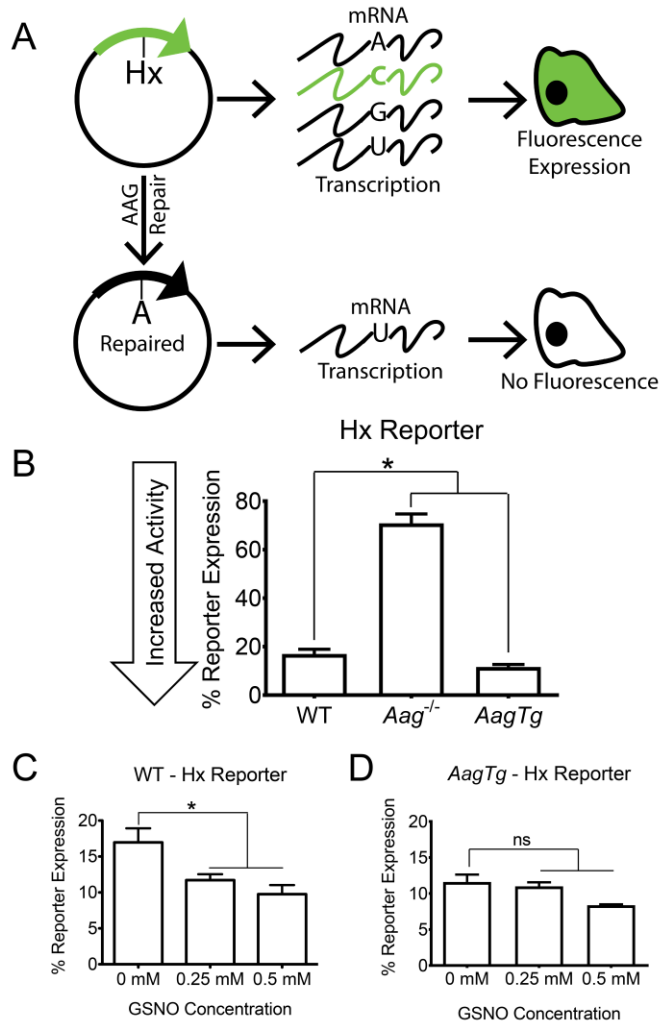 A
Hx
mRNA
A
C
G
U
Transcription
Fluorescence
Expression
AAG
Repair
A
Repaired
mRNA
U
Transcription
No Fluorescence
B
Hx Reporter
Increased Activity
% Reporter Expression
*
80
60
40
20
0
WT
Aag-/-
AagTg
C
WT - Hx Reporter
% Reporter Expression
*
20
15
10
5
0
0 mM
0.25 mM
0.5 mM
GSNO Concentration
D
AagTg - Hx Reporter
% Reporter Expression
ns
20
15
10
5
0
0 mM
0.25 mM
0.5 mM
GSNO Concentration